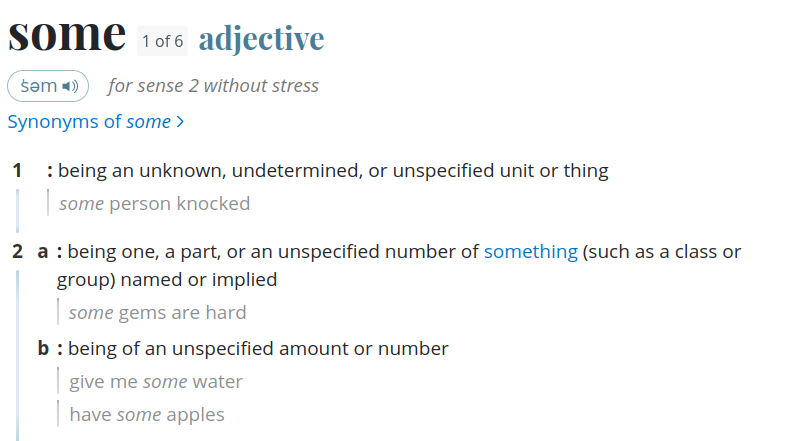 some 1 of 6 adjective
ˈsəm for sense 2 without stress
Synonyms of some >
1 : being an unknown, undetermined, or unspecified unit or thing
some person knocked
2 a : being one, a part, or an unspecified number of something (such as a class or
group) named or implied
some gems are hard
b : being of an unspecified amount or number
give me some water
have some apples